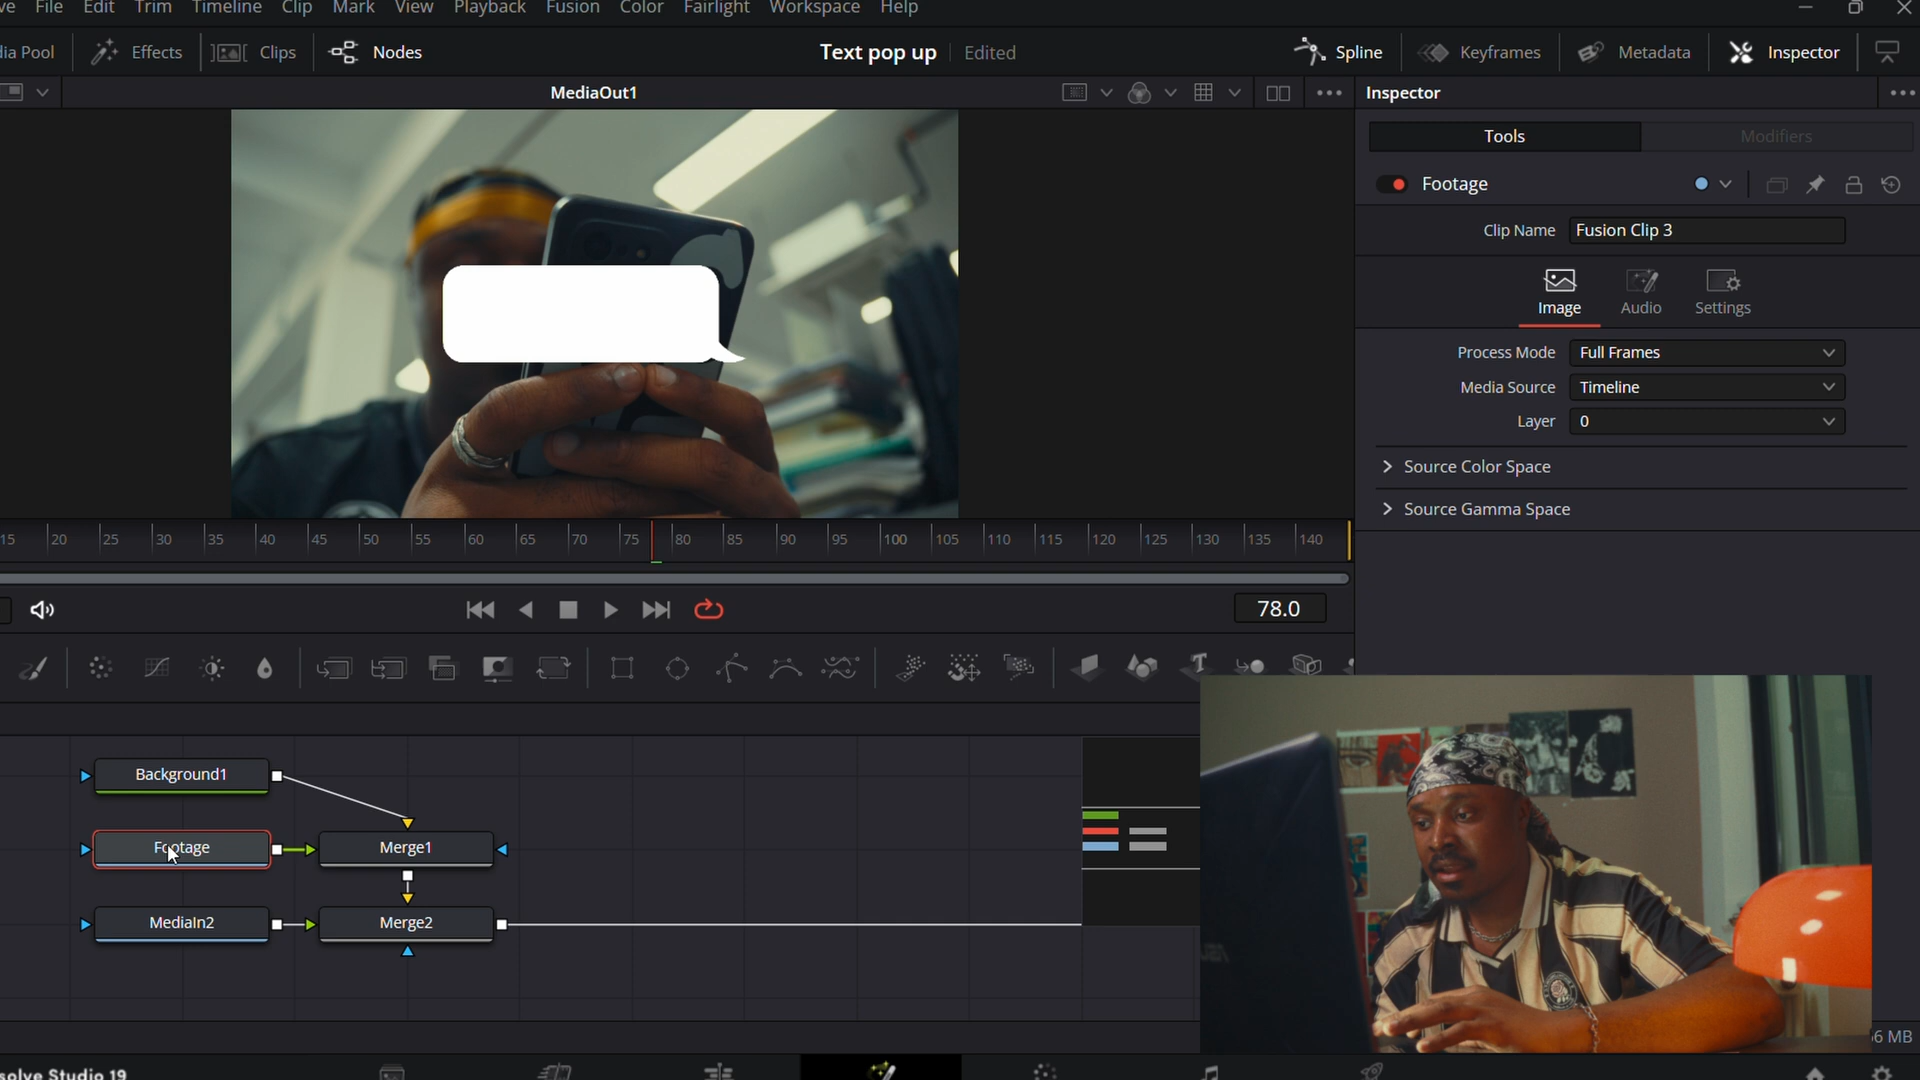 ve File Edit Trim Timeline Clip Mark View Playback Fusion Color Fairlight Workspace Help
dia Pool Effects Clips Nodes Text pop up Edited Spline Keyframes Metadata Inspector
MediaOut1
Inspector
Tools Modifiers
Footage
Clip Name Fusion Clip 3
Image Audio Settings
Process Mode Full Frames
Media Source Timeline
Layer 0
Source Color Space
Source Gamma Space
15 20 25 30 35 40 45 50 55 60 65 70 75 80 85 90 95 100 105 110 115 120 125 130 135 140
78.0
Background1
Footage Merge1
MediaIn2 Merge2
6 MB
solve Studio 19